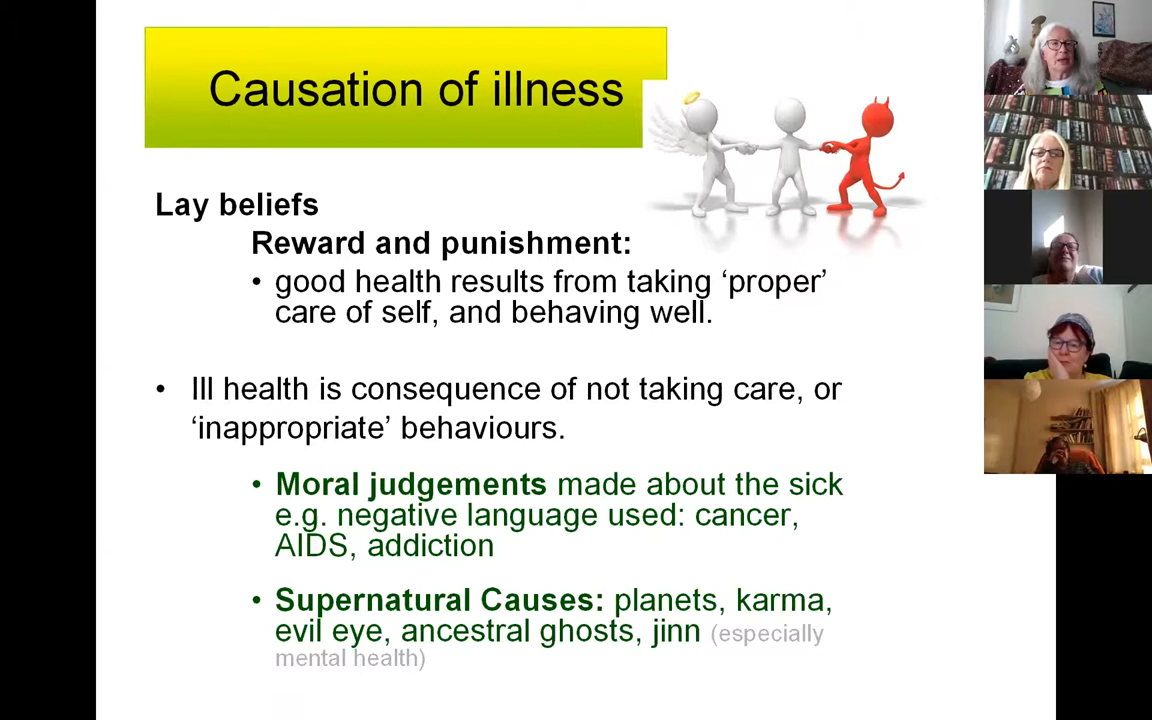 Causation of illness
Lay beliefs
Reward and punishment:
• good health results from taking ‘proper’
care of self, and behaving well.
• Ill health is consequence of not taking care, or
‘inappropriate’ behaviours.
• Moral judgements made about the sick
e.g. negative language used: cancer,
AIDS, addiction
• Supernatural Causes: planets, karma,
evil eye, ancestral ghosts, jinn (especially
mental health)